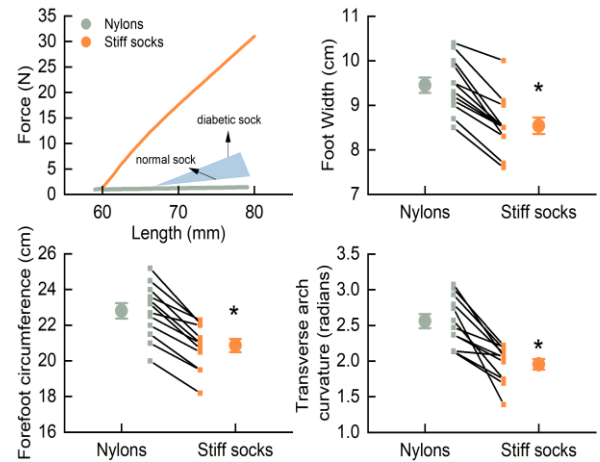 Nylons
Stiff socks
35
30
25
20
15
10
5
0
Force (N)
diabetic sock
normal sock
60
70
80
Length (mm)
11
10
9
8
7
Foot Width (cm)
*
Nylons
Stiff socks
26
24
22
20
18
16
Forefoot circumference (cm)
*
Nylons
Stiff socks
3.5
3.0
2.5
2.0
1.5
1.0
Transverse arch
curvature (radians)
*
Nylons
Stiff socks